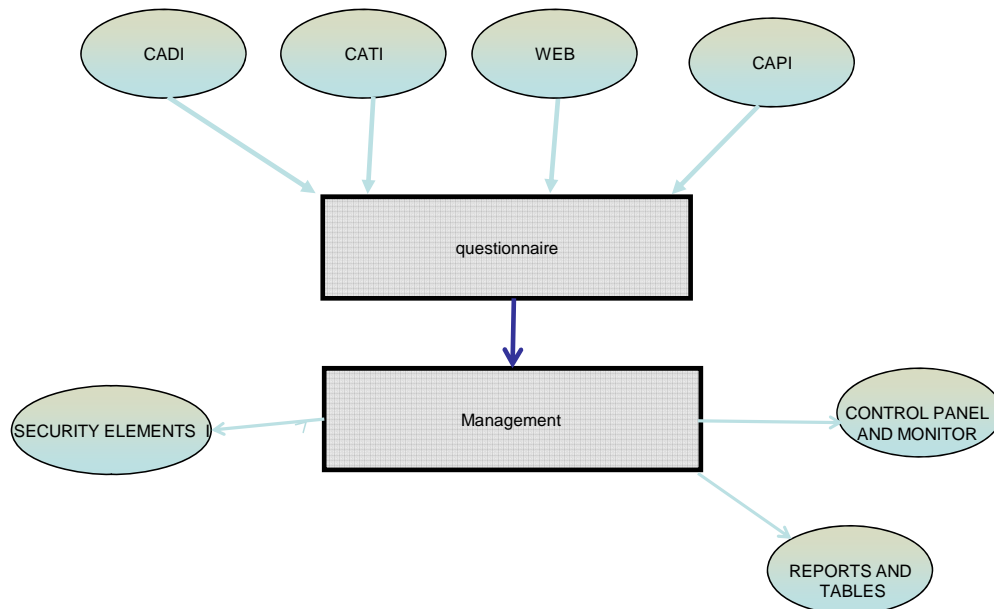 CADI
CATI
WEB
CAPI
questionnaire
Management
SECURITY ELEMENTS I
CONTROL PANEL
AND MONITOR
REPORTS AND
TABLES